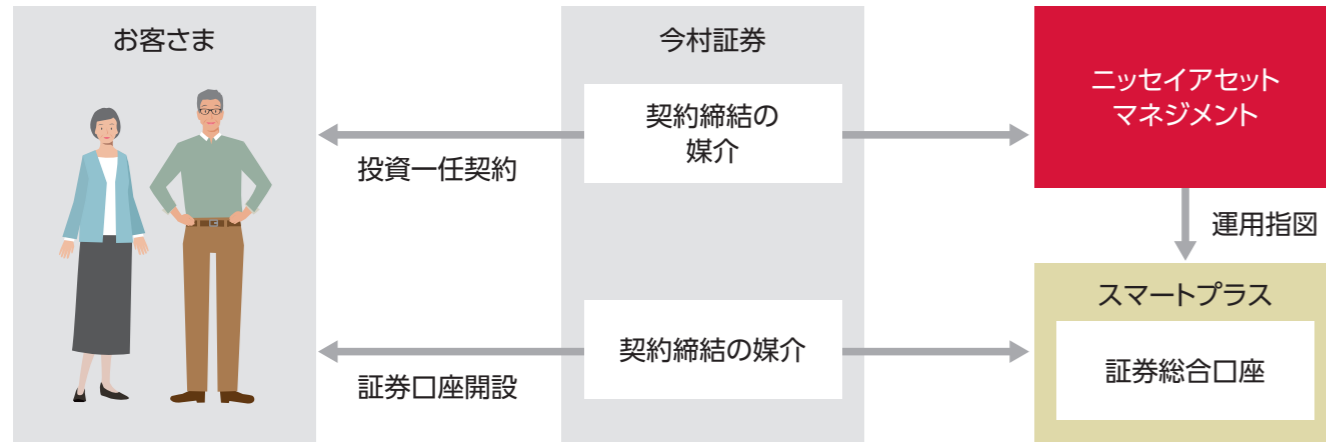 お客さま
今村証券
ニッセイアセット
マネジメント
契約締結の
媒介
投資一任契約
運用指図
スマートプラス
契約締結の媒介
証券総合口座
証券口座開設